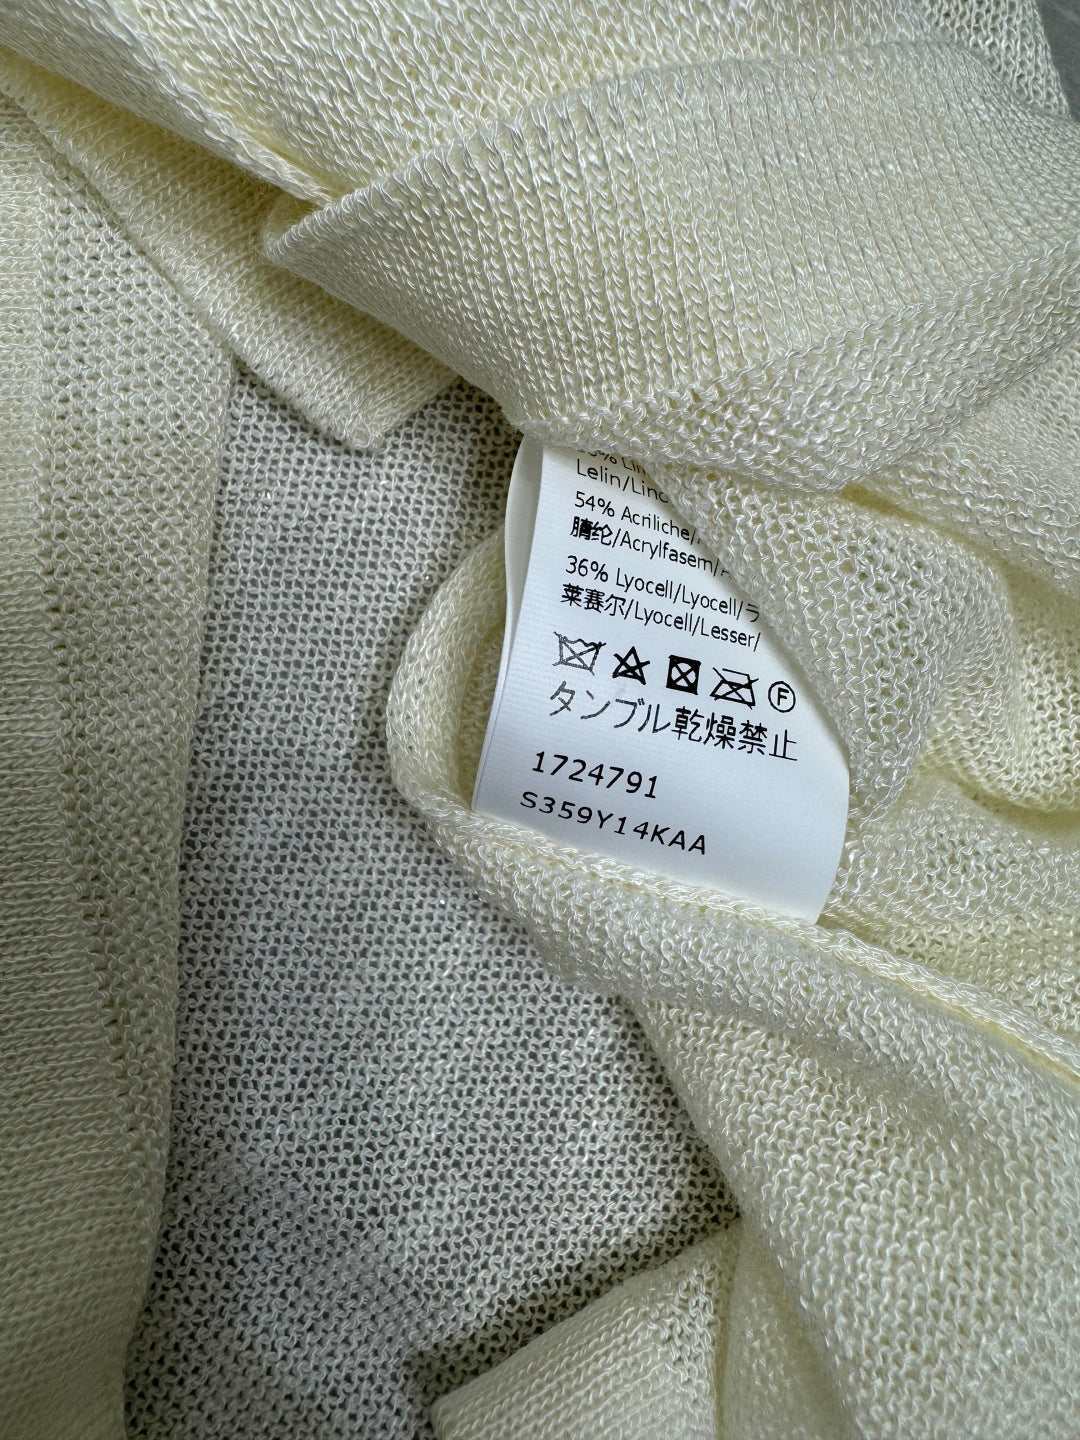 Lelin/Lino
54% Acriliche/
腈纶/Acrylfasern/
36% Lyocell/Lyocell/ラ
莱赛尔/Lyocell/Lesser/
F
タンブル乾燥禁止
1724791
S359Y14KAA